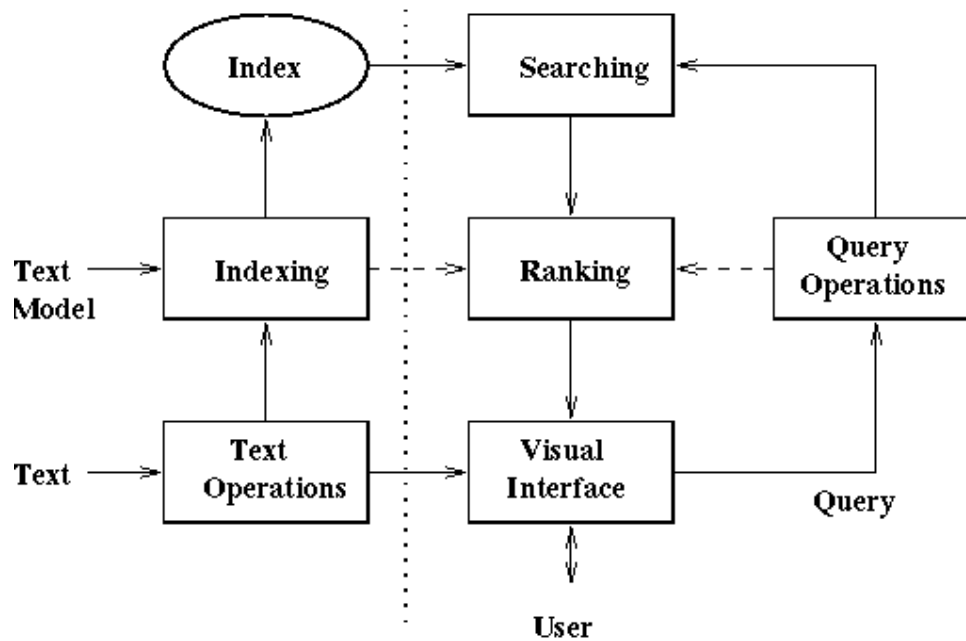 Index
Searching
Text
Model
Indexing
Ranking
Query
Operations
Text
Text
Operations
Visual
Interface
Query
User